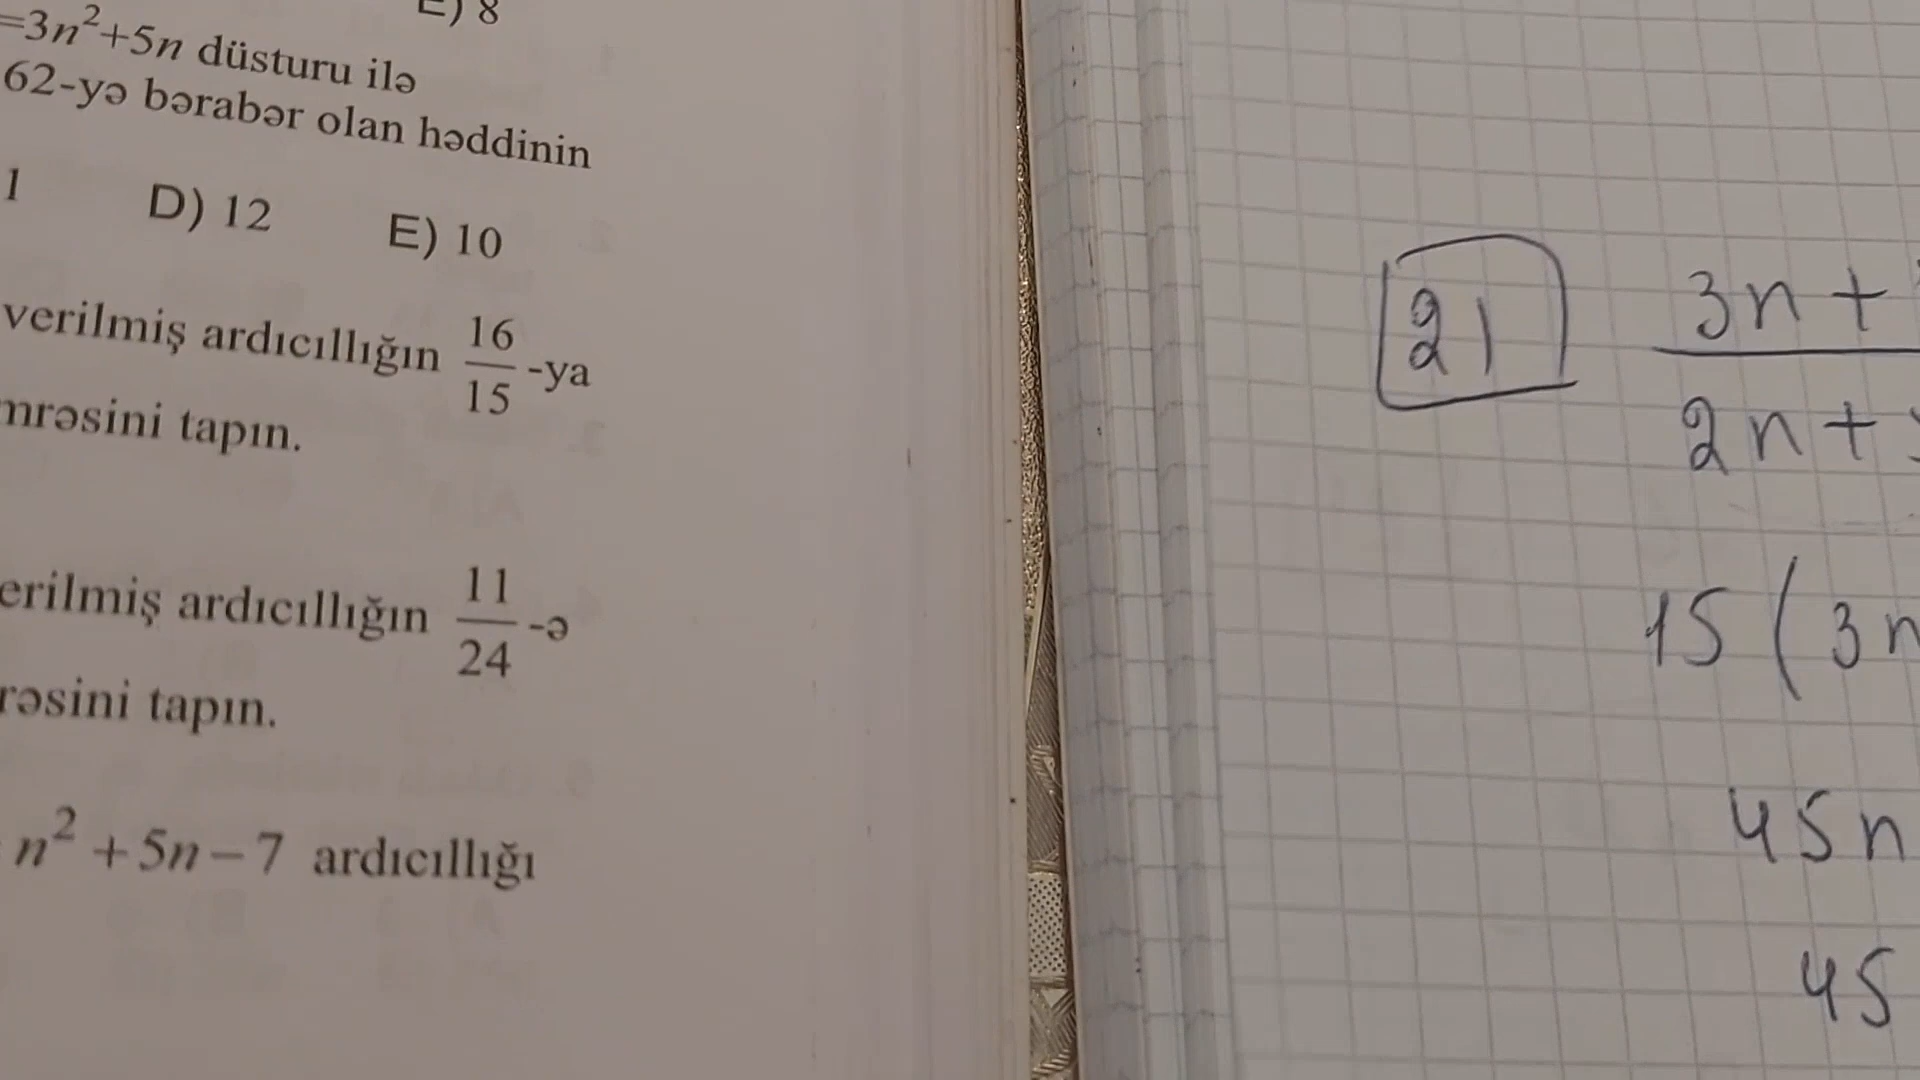 E) 8
=3n²+5n düsturu ilə
62-yə bərabər olan həddinin
1 D) 12 E) 10
verilmiş ardıcıllığın 16/15 -ya
mrəsini tapın.
erilmiş ardıcıllığın 11/24 -ə
rəsini tapın.
n² + 5n – 7 ardıcıllığı
21
3n +
2n +
15 ( 3n
45n
45